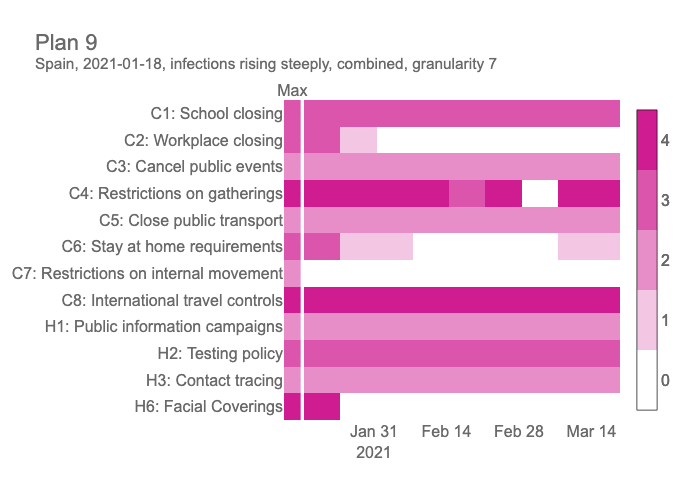 Plan 9
Spain, 2021-01-18, infections rising steeply, combined, granularity 7
Max
C1: School closing
C2: Workplace closing
C3: Cancel public events
C4: Restrictions on gatherings
C5: Close public transport
C6: Stay at home requirements
C7: Restrictions on internal movement
C8: International travel controls
H1: Public information campaigns
H2: Testing policy
H3: Contact tracing
H6: Facial Coverings
4
3
2
1
0
Jan 31 Feb 14 Feb 28 Mar 14
2021